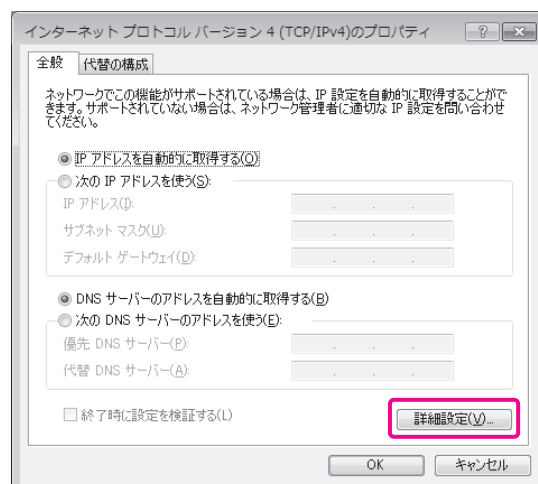 インターネット プロトコル バージョン 4 (TCP/IPv4)のプロパティ
全般 代替の構成
ネットワークでこの機能がサポートされている場合は、IP 設定を自動的に取得することがで
きます。サポートされていない場合は、ネットワーク管理者に適切な IP 設定を問い合わせ
てください。
IP アドレスを自動的に取得する(O)
次の IP アドレスを使う(S):
IP アドレス(I):
サブネット マスク(U):
デフォルト ゲートウェイ(D):
DNS サーバーのアドレスを自動的に取得する(B)
次の DNS サーバーのアドレスを使う(E):
優先 DNS サーバー(P):
代替 DNS サーバー(A):
終了時に設定を検証する(L)
詳細設定(V)...
OK キャンセル